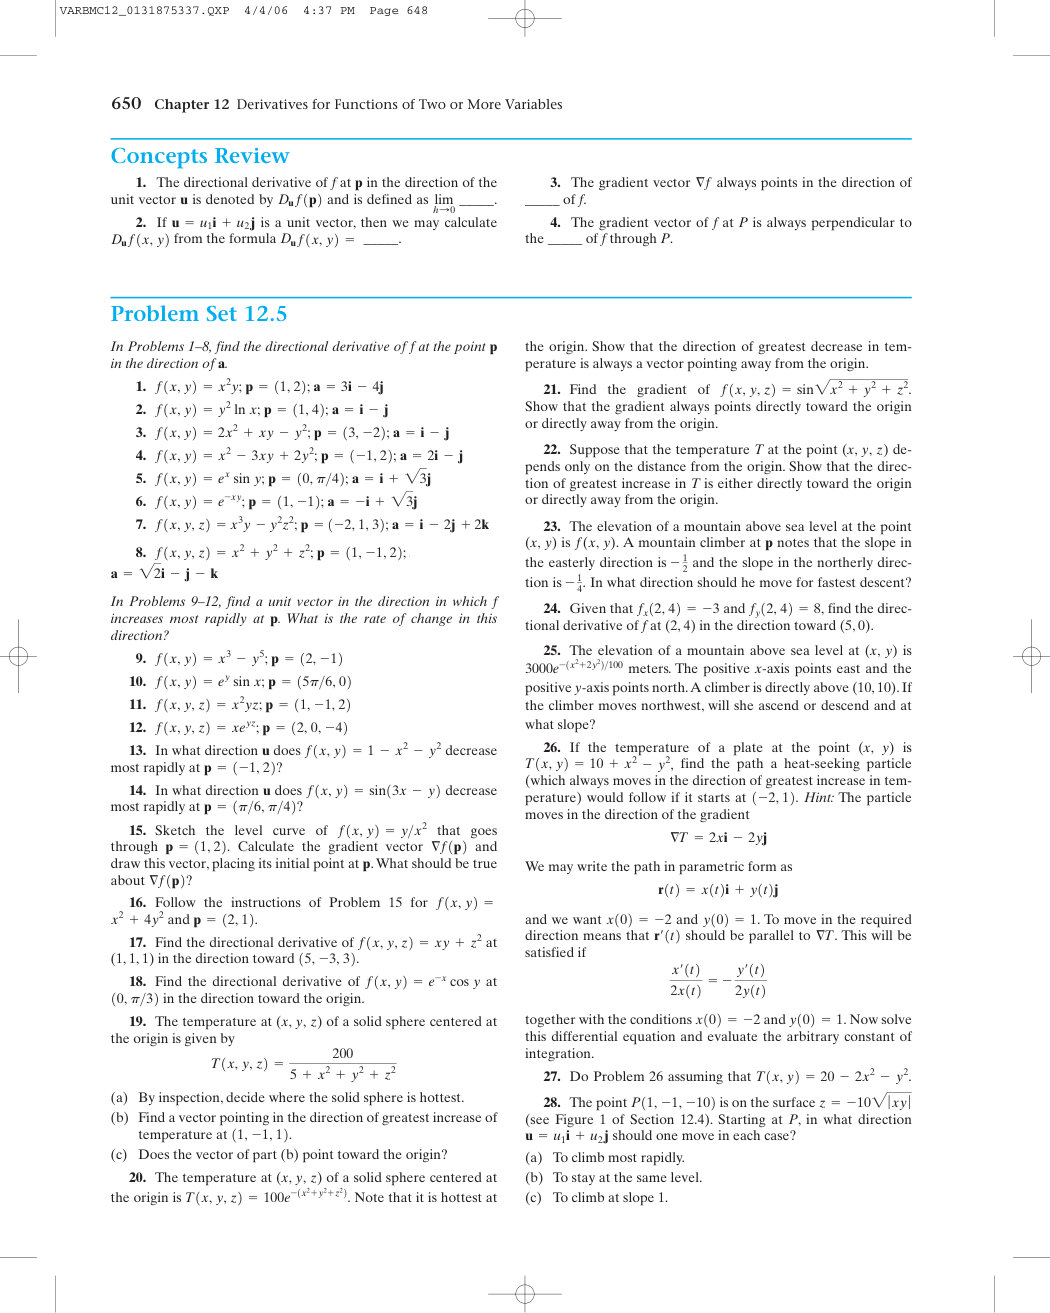 VARBMC12_0131875337.QXP 4/4/06 4:37 PM Page 648
650 Chapter 12 Derivatives for Functions of Two or More Variables
Concepts Review
1. The directional derivative of f at p in the direction of the
unit vector u is denoted by D_u f(p) and is defined as lim_{h→0} _____.
2. If u = u₁i + u₂j is a unit vector, then we may calculate
D_u f(x, y) from the formula D_u f(x, y) = _____.
3. The gradient vector ∇f always points in the direction of
_____ of f.
4. The gradient vector of f at P is always perpendicular to
the _____ of f through P.
Problem Set 12.5
In Problems 1–8, find the directional derivative of f at the point p
in the direction of a.
1. f(x, y) = x²y; p = (1, 2); a = 3i − 4j
2. f(x, y) = y² ln x; p = (1, 4); a = i − j
3. f(x, y) = 2x² + xy − y²; p = (3, −2); a = i − j
4. f(x, y) = x² − 3xy + 2y²; p = (−1, 2); a = 2i − j
5. f(x, y) = eˣ sin y; p = (0, π/4); a = i + √3j
6. f(x, y) = e^{−xy}; p = (1, −1); a = −i + √3j
7. f(x, y, z) = x³y − y²z²; p = (−2, 1, 3); a = i − 2j + 2k
8. f(x, y, z) = x² + y² + z²; p = (1, −1, 2);
a = √2i − j − k
In Problems 9–12, find a unit vector in the direction in which f
increases most rapidly at p. What is the rate of change in this
direction?
9. f(x, y) = x³ − y⁵; p = (2, −1)
10. f(x, y) = e^y sin x; p = (5π/6, 0)
11. f(x, y, z) = x²yz; p = (1, −1, 2)
12. f(x, y, z) = xe^{yz}; p = (2, 0, −4)
13. In what direction u does f(x, y) = 1 − x² − y² decrease
most rapidly at p = (−1, 2)?
14. In what direction u does f(x, y) = sin(3x − y) decrease
most rapidly at p = (π/6, π/4)?
15. Sketch the level curve of f(x, y) = y/x² that goes
through p = (1, 2). Calculate the gradient vector ∇f(p) and
draw this vector, placing its initial point at p. What should be true
about ∇f(p)?
16. Follow the instructions of Problem 15 for f(x, y) =
x² + 4y² and p = (2, 1).
17. Find the directional derivative of f(x, y, z) = xy + z² at
(1, 1, 1) in the direction toward (5, −3, 3).
18. Find the directional derivative of f(x, y) = e^{−x} cos y at
(0, π/3) in the direction toward the origin.
19. The temperature at (x, y, z) of a solid sphere centered at
the origin is given by
T(x, y, z) = 200 / (5 + x² + y² + z²)
(a) By inspection, decide where the solid sphere is hottest.
(b) Find a vector pointing in the direction of greatest increase of
temperature at (1, −1, 1).
(c) Does the vector of part (b) point toward the origin?
20. The temperature at (x, y, z) of a solid sphere centered at
the origin is T(x, y, z) = 100e^{−(x²+y²+z²)}. Note that it is hottest at
the origin. Show that the direction of greatest decrease in tem-
perature is always a vector pointing away from the origin.
21. Find the gradient of f(x, y, z) = sin√(x² + y² + z²).
Show that the gradient always points directly toward the origin
or directly away from the origin.
22. Suppose that the temperature T at the point (x, y, z) de-
pends only on the distance from the origin. Show that the direc-
tion of greatest increase in T is either directly toward the origin
or directly away from the origin.
23. The elevation of a mountain above sea level at the point
(x, y) is f(x, y). A mountain climber at p notes that the slope in
the easterly direction is −1/2 and the slope in the northerly direc-
tion is −1/4. In what direction should he move for fastest descent?
24. Given that f_x(2, 4) = −3 and f_y(2, 4) = 8, find the direc-
tional derivative of f at (2, 4) in the direction toward (5, 0).
25. The elevation of a mountain above sea level at (x, y) is
3000e^{−(x²+2y²)/100} meters. The positive x-axis points east and the
positive y-axis points north. A climber is directly above (10, 10). If
the climber moves northwest, will she ascend or descend and at
what slope?
26. If the temperature of a plate at the point (x, y) is
T(x, y) = 10 + x² − y², find the path a heat-seeking particle
(which always moves in the direction of greatest increase in tem-
perature) would follow if it starts at (−2, 1). Hint: The particle
moves in the direction of the gradient
∇T = 2xi − 2yj
We may write the path in parametric form as
r(t) = x(t)i + y(t)j
and we want x(0) = −2 and y(0) = 1. To move in the required
direction means that r′(t) should be parallel to ∇T. This will be
satisfied if
x′(t)/2x(t) = − y′(t)/2y(t)
together with the conditions x(0) = −2 and y(0) = 1. Now solve
this differential equation and evaluate the arbitrary constant of
integration.
27. Do Problem 26 assuming that T(x, y) = 20 − 2x² − y².
28. The point P(1, −1, −10) is on the surface z = −10√|xy|
(see Figure 1 of Section 12.4). Starting at P, in what direction
u = u₁i + u₂j should one move in each case?
(a) To climb most rapidly.
(b) To stay at the same level.
(c) To climb at slope 1.